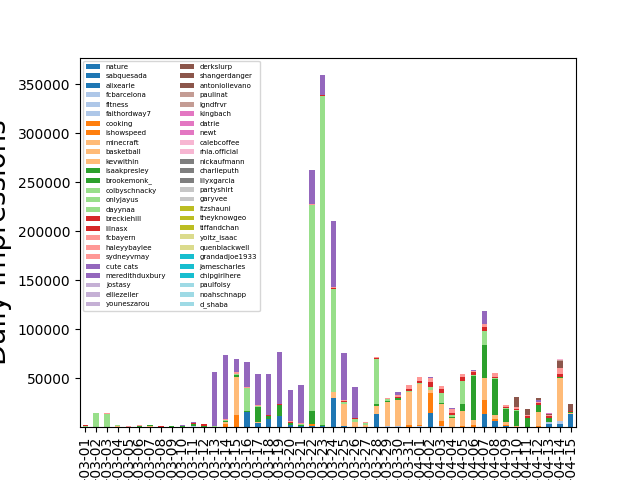 350000
300000
250000
200000
150000
100000
50000
Daily Impressions
nature
sabquesada
alixearle
fcbarcelona
fitness
faithordway7
cooking
ishowspeed
minecraft
basketball
kevwithin
isaakpresley
brookemonk_
colbyschnacky
onlyjayus
dayynaa
breckiehill
ilinasx
fcbayern
haleyybaylee
sydneyvmay
cute cats
meredithduxbury
jostasy
elliezeiler
youneszarou
derkslurp
shangerdanger
antoniolievano
paulinat
igndfrvr
kingbach
datrie
newt
calebcoffee
rhia.official
nickaufmann
charlieputh
lilyxgarcia
partyshirt
garyvee
itzshauni
theyknowgeo
tiffandchan
yoitz_isaac
quenblackwell
grandadjoe1933
jamescharles
chipgirlhere
paulfoisy
noahschnapp
d_shaba
03-01
03-02
03-03
03-04
03-05
03-06
03-07
03-08
03-09
03-10
03-11
03-12
03-13
03-14
03-15
03-16
03-17
03-18
03-19
03-20
03-21
03-22
03-23
03-24
03-25
03-26
03-27
03-28
03-29
03-30
03-31
04-01
04-02
04-03
04-04
04-05
04-06
04-07
04-08
04-09
04-10
04-11
04-12
04-13
04-14
04-15